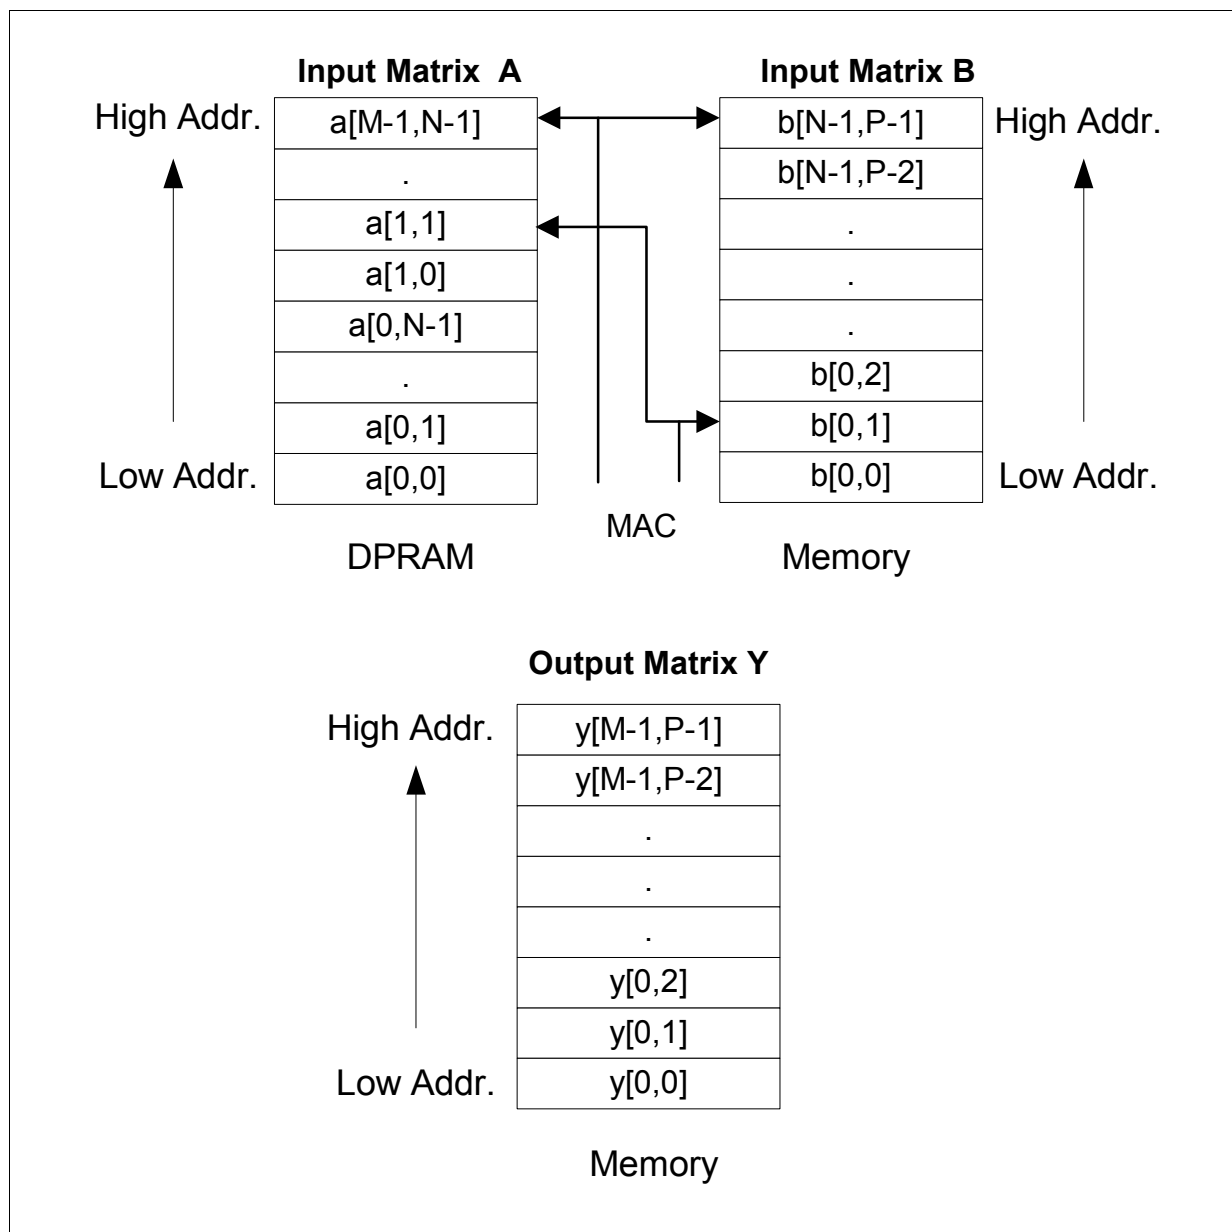 Input Matrix A
High Addr.
a[M-1,N-1]
.
a[1,1]
a[1,0]
a[0,N-1]
.
a[0,1]
a[0,0]
Low Addr.
DPRAM
MAC
Input Matrix B
b[N-1,P-1]
High Addr.
b[N-1,P-2]
.
.
.
b[0,2]
b[0,1]
b[0,0]
Low Addr.
Memory
Output Matrix Y
High Addr.
y[M-1,P-1]
y[M-1,P-2]
.
.
.
y[0,2]
y[0,1]
y[0,0]
Low Addr.
Memory